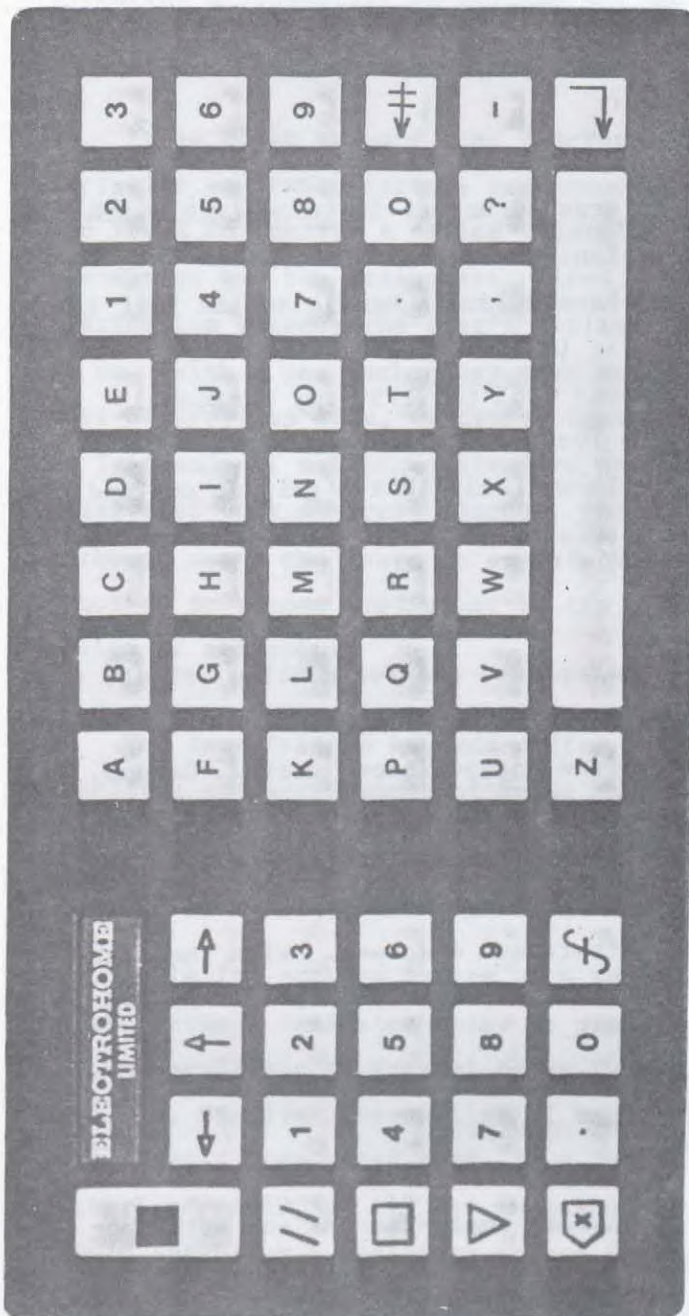 ELECTROHOME
LIMITED
// 1 2 3
4 5 6
7 8 9
x . 0 f
A B C D E 1 2 3
F G H I J 4 5 6
K L M N O 7 8 9
P Q R S T . 0
U V W X Y , ? -
Z